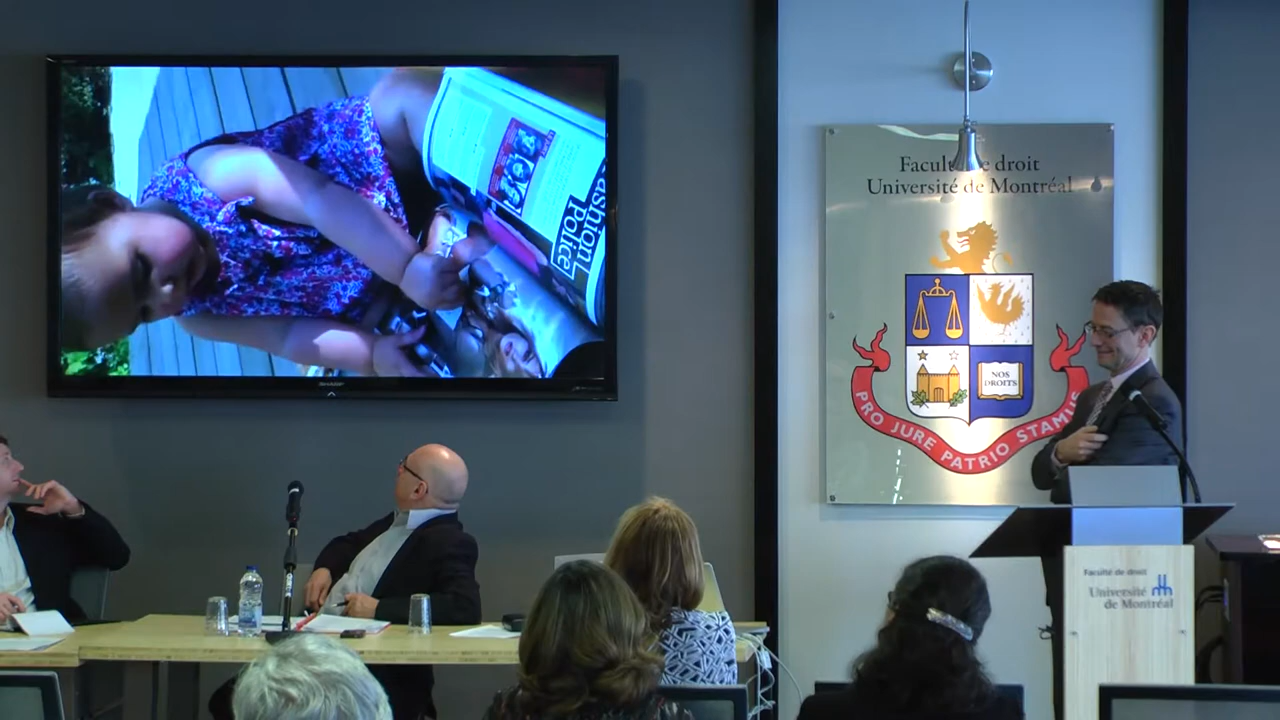 Fashion
Police
SHARP
Faculté de droit
Université de Montréal
NOS
DROITS
PRO JURE PATRIO STAMUS
Faculté de droit
Université
de Montréal